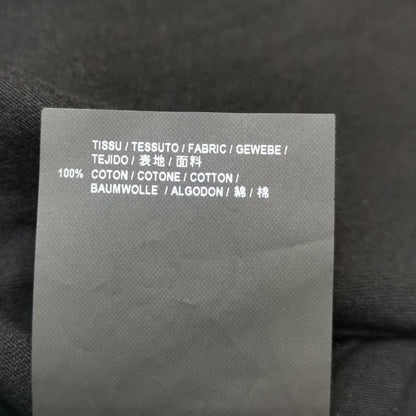 TISSU / TESSUTO / FABRIC / GEWEBE /
TEJIDO / 表地 / 面料
100% COTON / COTONE / COTTON /
BAUMWOLLE / ALGODON / 綿 / 棉